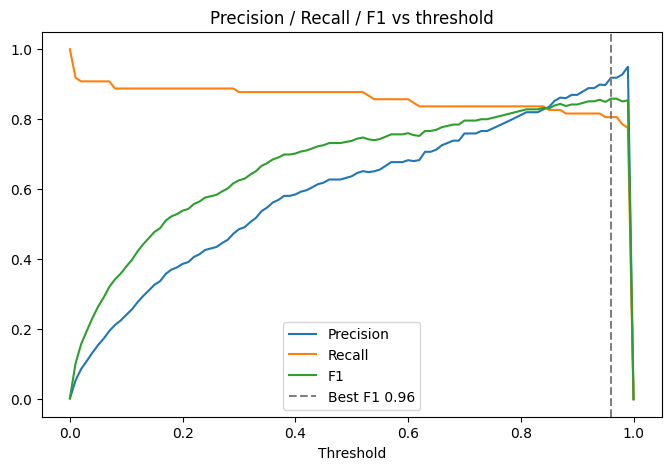 Precision / Recall / F1 vs threshold
1.0
0.8
0.6
0.4
0.2
0.0
Precision
Recall
F1
Best F1 0.96
0.0 0.2 0.4 0.6 0.8 1.0
Threshold